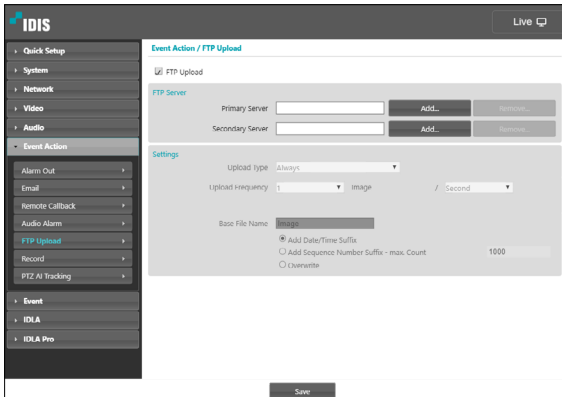 IDIS
Live
Quick Setup
System
Network
Video
Audio
Event Action
Alarm Out
Email
Remote Callback
Audio Alarm
FTP Upload
Record
PTZ AI Tracking
Event
IDLA
IDLA Pro
Event Action / FTP Upload
FTP Upload
FTP Server
Primary Server Add... Remove...
Secondary Server Add... Remove...
Settings
Upload Type Always
Upload Frequency 1 Image / Second
Base File Name Image
Add Date/Time Suffix
Add Sequence Number Suffix - max. Count 1000
Overwrite
Save